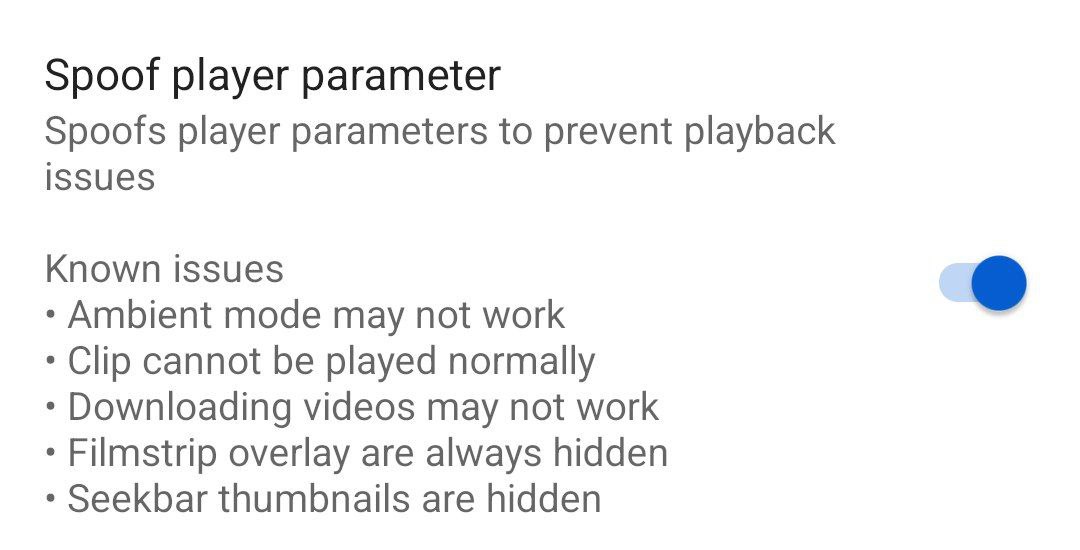 Spoof player parameter
Spoofs player parameters to prevent playback
issues
Known issues
• Ambient mode may not work
• Clip cannot be played normally
• Downloading videos may not work
• Filmstrip overlay are always hidden
• Seekbar thumbnails are hidden